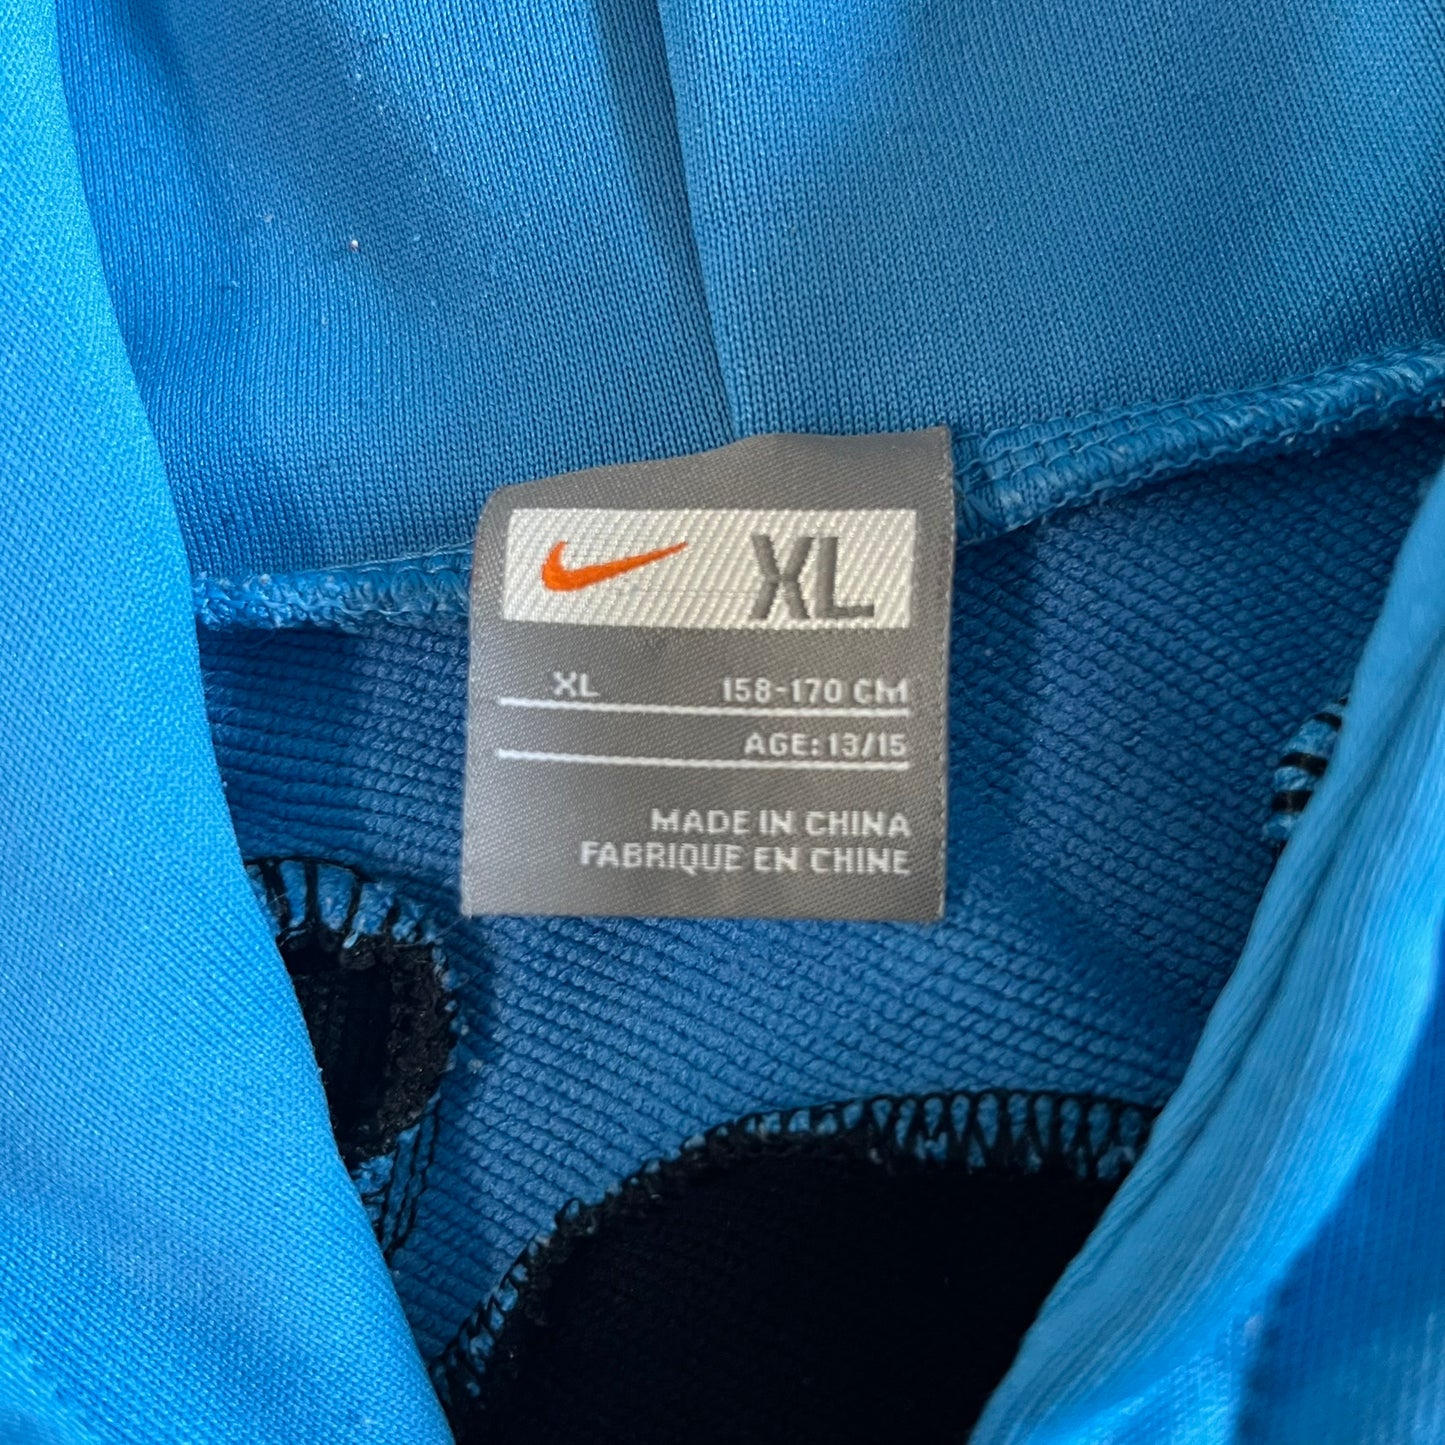 XL
XL 158-170 CM
AGE: 13/15
MADE IN CHINA
FABRIQUE EN CHINE